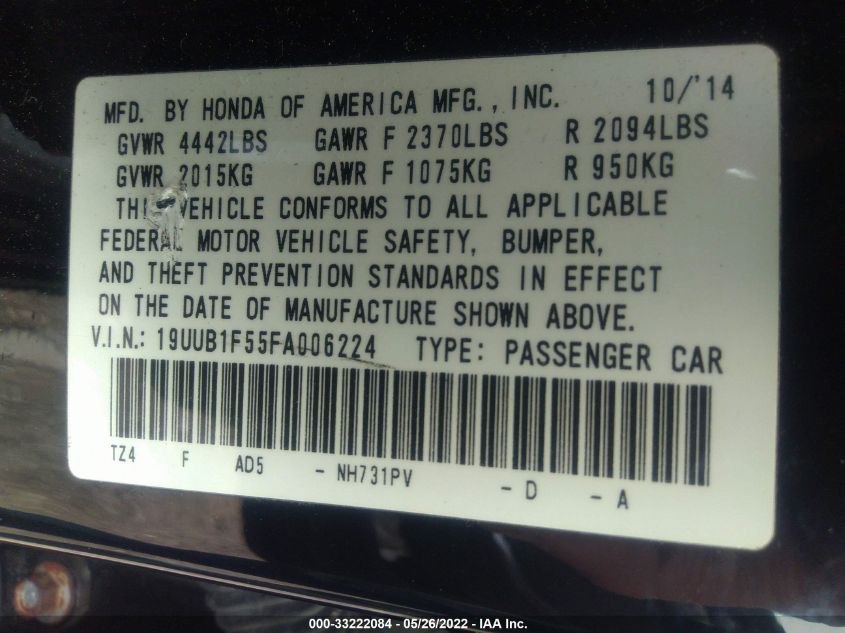 MFD. BY HONDA OF AMERICA MFG., INC. 10/'14
GVWR 4442LBS GAWR F 2370LBS R 2094LBS
GVWR 2015KG GAWR F 1075KG R 950KG
THIS VEHICLE CONFORMS TO ALL APPLICABLE
FEDERAL MOTOR VEHICLE SAFETY, BUMPER,
AND THEFT PREVENTION STANDARDS IN EFFECT
ON THE DATE OF MANUFACTURE SHOWN ABOVE.
V.I.N.: 19UUB1F55FA006224 TYPE: PASSENGER CAR
TZ4 F AD5 - NH731PV - D - A
000-33222084 - 05/26/2022 - IAA Inc.